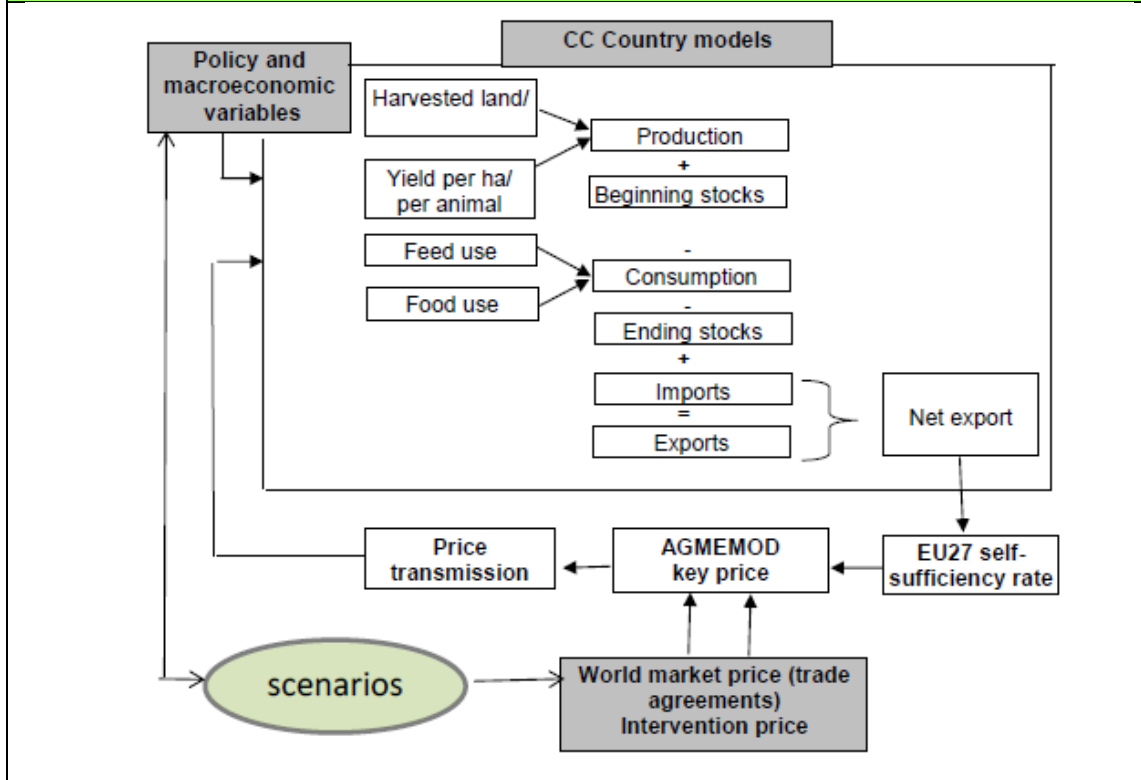 CC Country models
Policy and
macroeconomic
variables
Harvested land/
Production
+
Yield per ha/
per animal
Beginning stocks
Feed use
-
Consumption
Food use
-
Ending stocks
+
Imports
=
Exports
Net export
Price
transmission
AGMEMOD
key price
EU27 self-
sufficiency rate
scenarios
World market price (trade
agreements)
Intervention price